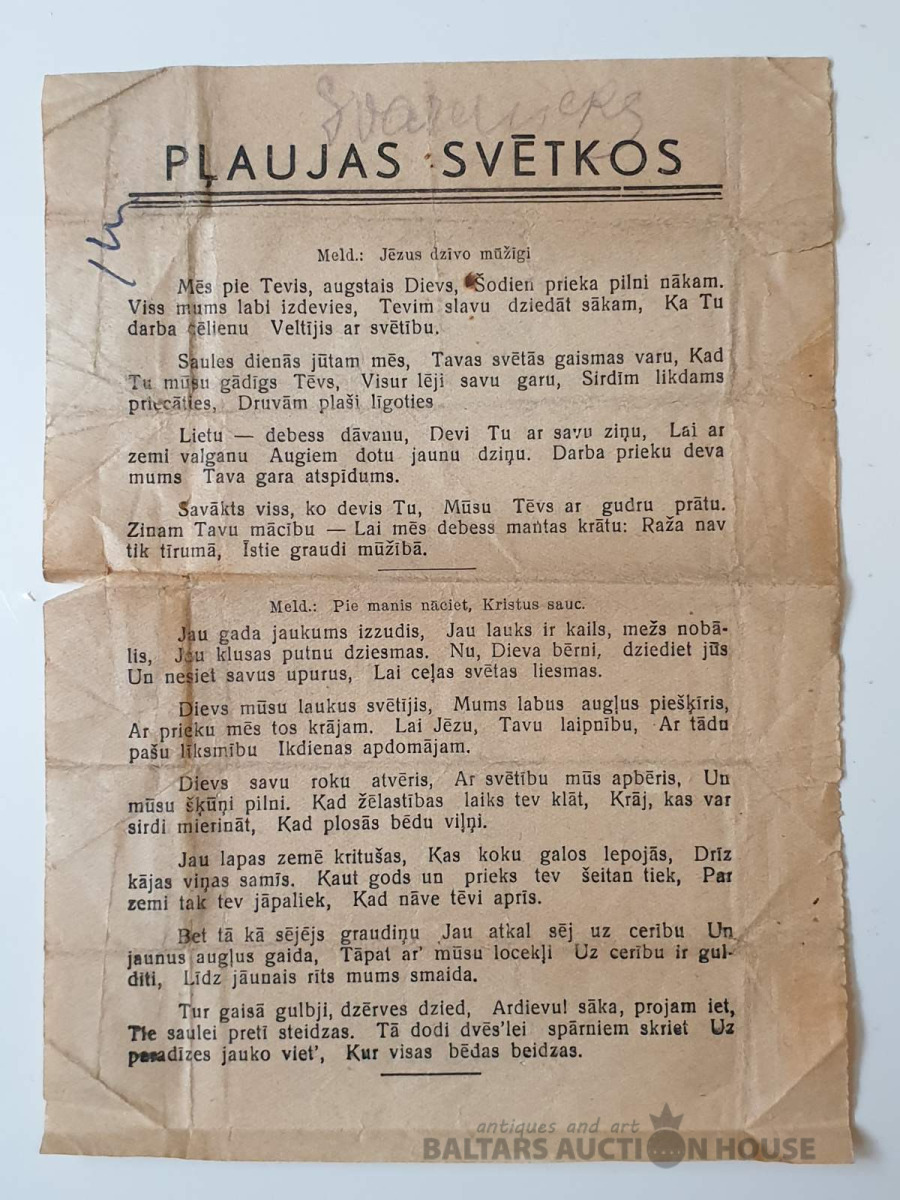 PĻAUJAS SVĒTKOS
Meld.: Jēzus dzīvo mūžīgi
Mēs pie Tevis, augstais Dievs, Šodien prieka pilni nākam.
Viss mums labi izdevies, Tevim slavu dziedāt sākam, Ka Tu
darba cēlienu Veltījis ar svētību.
Saules dienās jūtam mēs, Tavas svētās gaismas varu, Kad
Tu mūsu gādīgs Tēvs, Visur lēji savu garu, Sirdīm likdams
priecāties, Druvām plaši līgoties
Lietu — debess dāvanu, Devi Tu ar savu ziņu, Lai ar
zemi valganu Augiem dotu jaunu dziņu. Darba prieku deva
mums Tava gara atspīdums.
Savākts viss, ko devis Tu, Mūsu Tēvs ar gudru prātu.
Zinam Tavu mācību — Lai mēs debess mantas krātu: Raža nav
tik tīrumā, Īstie graudi mūžībā.
Meld.: Pie manis nāciet, Kristus sauc.
Jau gada jaukums izzudis, Jau lauks ir kails, mežs nobā-
lis, Jau klusas putnu dziesmas. Nu, Dieva bērni, dziediet jūs
Un nesiet savus upurus, Lai ceļas svētas liesmas.
Dievs mūsu laukus svētījis, Mums labus augļus piešķīris,
Ar prieku mēs tos krājam. Lai Jēzu, Tavu laipnību, Ar tādu
pašu līksmību Ikdienas apdomājam.
Dievs savu roku atvēris, Ar svētību mūs apbēris, Un
mūsu šķūņi pilni. Kad žēlastības laiks tev klāt, Krāj, kas var
sirdi mierināt, Kad plosās bēdu viļņi.
Jau lapas zemē kritušas, Kas koku galos lepojās, Drīz
kājas viņas samīs. Kaut gods un prieks tev šeitan tiek, Par
zemi tak tev jāpaliek, Kad nāve tēvi aprīs.
Bet tā kā sējējs graudiņu Jau atkal sēj uz cerību Un
jaunus augļus gaida, Tāpat ar' mūsu locekļi Uz cerību ir gul-
dīti, Līdz jāunais rīts mums smaida.
Tur gaisā gulbji, dzērves dzied, Ardievu! sāka, projam iet,
Tie saulei pretī steidzas. Tā dodi dvēs'lei spārniem skriet Uz
paradīzes jauko viet', Kur visas bēdas beidzas.
antiques and art
BALTARS AUCTION HOUSE